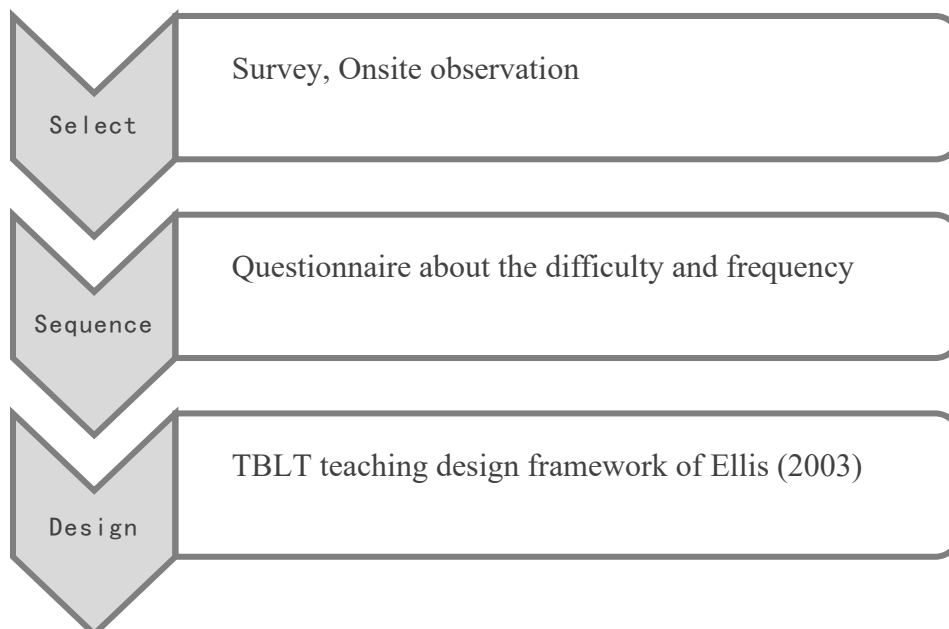 Survey, Onsite observation
Select
Questionnaire about the difficulty and frequency
Sequence
TBLT teaching design framework of Ellis (2003)
Design